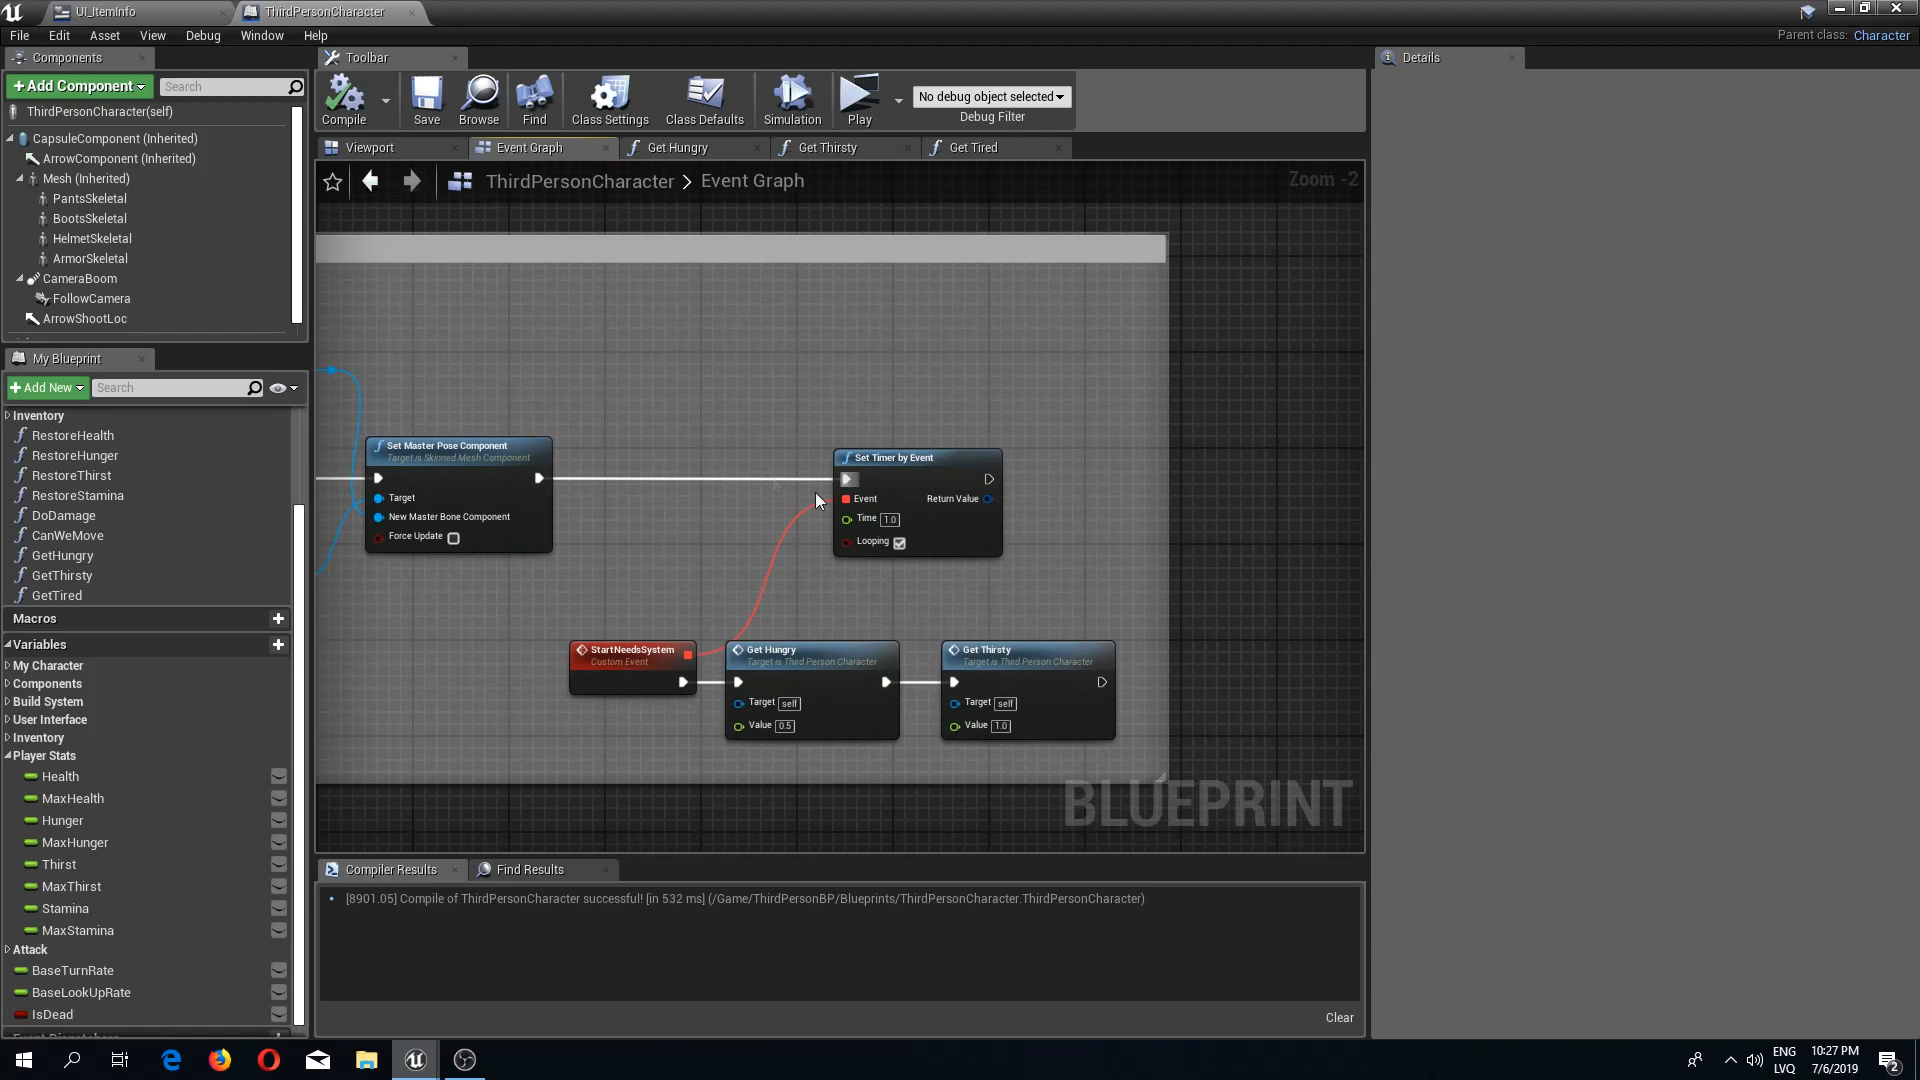 UI_ItemInfo
ThirdPersonCharacter
File Edit Asset View Debug Window Help
Parent class: Character
Components
Toolbar
Details
+ Add Component
Search
ThirdPersonCharacter(self)
CapsuleComponent (Inherited)
ArrowComponent (Inherited)
Mesh (Inherited)
PantsSkeletal
BootsSkeletal
HelmetSkeletal
ArmorSkeletal
CameraBoom
FollowCamera
ArrowShootLoc
Compile
Save
Browse
Find
Class Settings
Class Defaults
Simulation
Play
No debug object selected
Debug Filter
Viewport
Event Graph
Get Hungry
Get Thirsty
Get Tired
ThirdPersonCharacter > Event Graph
Zoom -2
My Blueprint
+ Add New
Search
Inventory
RestoreHealth
RestoreHunger
RestoreThirst
RestoreStamina
DoDamage
CanWeMove
GetHungry
GetThirsty
GetTired
Macros
Variables
My Character
Components
Build System
User Interface
Inventory
Player Stats
Health
MaxHealth
Hunger
MaxHunger
Thirst
MaxThirst
Stamina
MaxStamina
Attack
BaseTurnRate
BaseLookUpRate
IsDead
Set Master Pose Component
Target is Skinned Mesh Component
Target
New Master Bone Component
Force Update
Set Timer by Event
Event
Return Value
Time 1.0
Looping
StartNeedsSystem
Custom Event
Get Hungry
Target is Third Person Character
Target self
Value 0.5
Get Thirsty
Target is Third Person Character
Target self
Value 1.0
BLUEPRINT
Compiler Results
Find Results
[8901.05] Compile of ThirdPersonCharacter successful! [in 532 ms] (/Game/ThirdPersonBP/Blueprints/ThirdPersonCharacter.ThirdPersonCharacter)
Clear
ENG
LVQ
10:27 PM
7/6/2019
2